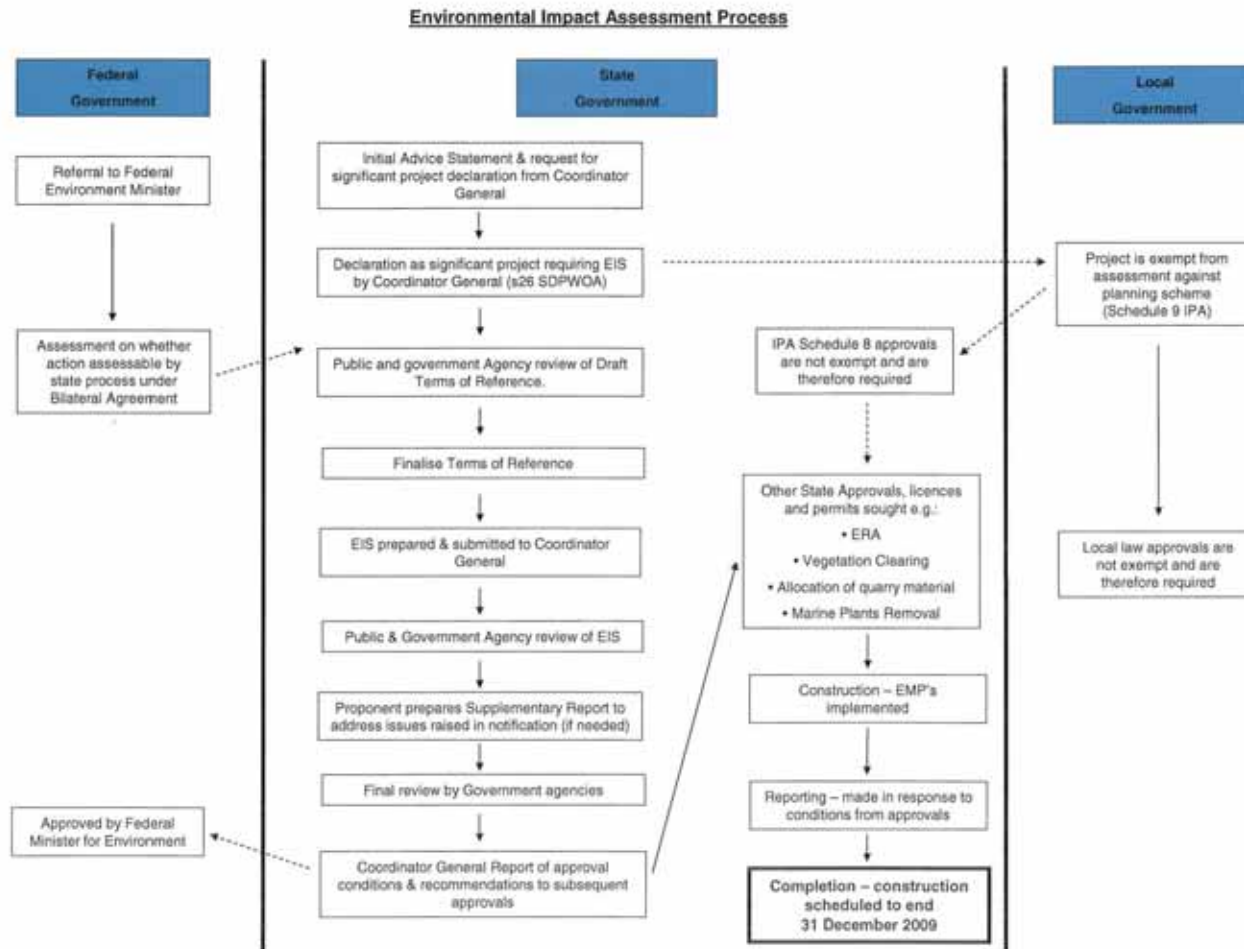 Environmental Impact Assessment Process
Federal
Government
Referral to Federal
Environment Minister
Assessment on whether
action assessable by
state process under
Bilateral Agreement
Approved by Federal
Minister for Environment
State
Government
Initial Advice Statement & request for
significant project declaration from Coordinator
General
Declaration as significant project requiring EIS
by Coordinator General (s26 SDPWOA)
Public and government Agency review of Draft
Terms of Reference.
Finalise Terms of Reference
EIS prepared & submitted to Coordinator
General
Public & Government Agency review of EIS
Proponent prepares Supplementary Report to
address issues raised in notification (if needed)
Final review by Government agencies
Coordinator General Report of approval
conditions & recommendations to subsequent
approvals
IPA Schedule 8 approvals
are not exempt and are
therefore required
Other State Approvals, licences
and permits sought e.g.:
• ERA
• Vegetation Clearing
• Allocation of quarry material
• Marine Plants Removal
Construction – EMP's
implemented
Reporting – made in response to
conditions from approvals
Completion – construction
scheduled to end
31 December 2009
Local
Government
Project is exempt from
assessment against
planning scheme
(Schedule 9 IPA)
Local law approvals are
not exempt and are
therefore required